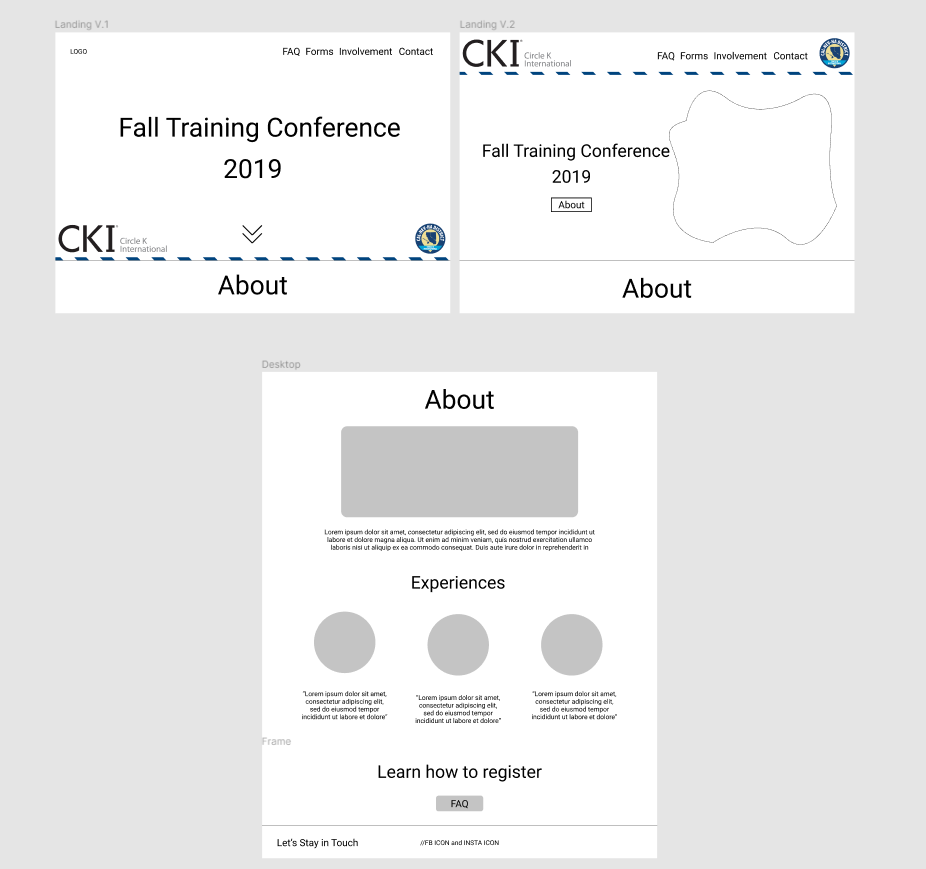 Landing V.1
LOGO
FAQ Forms Involvement Contact
Fall Training Conference
2019
CKI Circle K
International
About
Landing V.2
CKI Circle K
International
FAQ Forms Involvement Contact
Fall Training Conference
2019
About
About
Desktop
About
Lorem ipsum dolor sit amet, consectetur adipiscing elit, sed do eiusmod tempor incididunt ut
labore et dolore magna aliqua. Ut enim ad minim veniam, quis nostrud exercitation ullamco
laboris nisi ut aliquip ex ea commodo consequat. Duis aute irure dolor in reprehenderit in
Experiences
"Lorem ipsum dolor sit amet,
consectetur adipiscing elit,
sed do eiusmod tempor
incididunt ut labore et dolore"
"Lorem ipsum dolor sit amet,
consectetur adipiscing elit,
sed do eiusmod tempor
incididunt ut labore et dolore"
"Lorem ipsum dolor sit amet,
consectetur adipiscing elit,
sed do eiusmod tempor
incididunt ut labore et dolore"
Frame
Learn how to register
FAQ
Let's Stay in Touch
//FB ICON and INSTA ICON